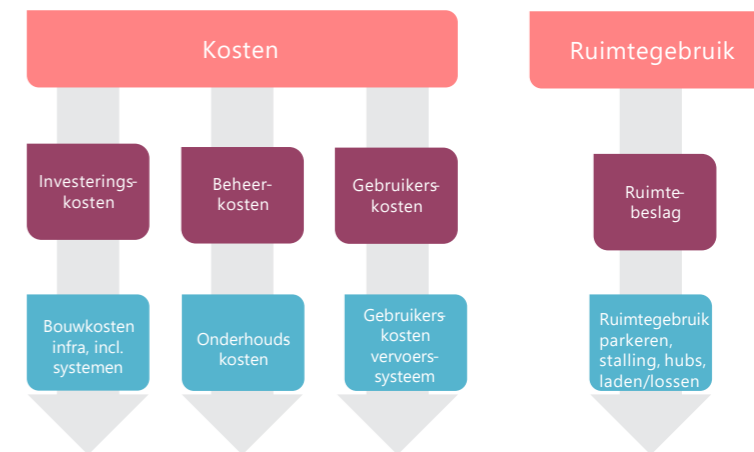 Kosten
Ruimtegebruik
Investerings-
kosten
Beheer-
kosten
Gebruikers-
kosten
Ruimte-
beslag
Bouwkosten
infra, incl.
systemen
Onderhouds
kosten
Gebruikers-
kosten
vervoers-
systeem
Ruimtegebruik
parkeren,
stalling, hubs,
laden/lossen